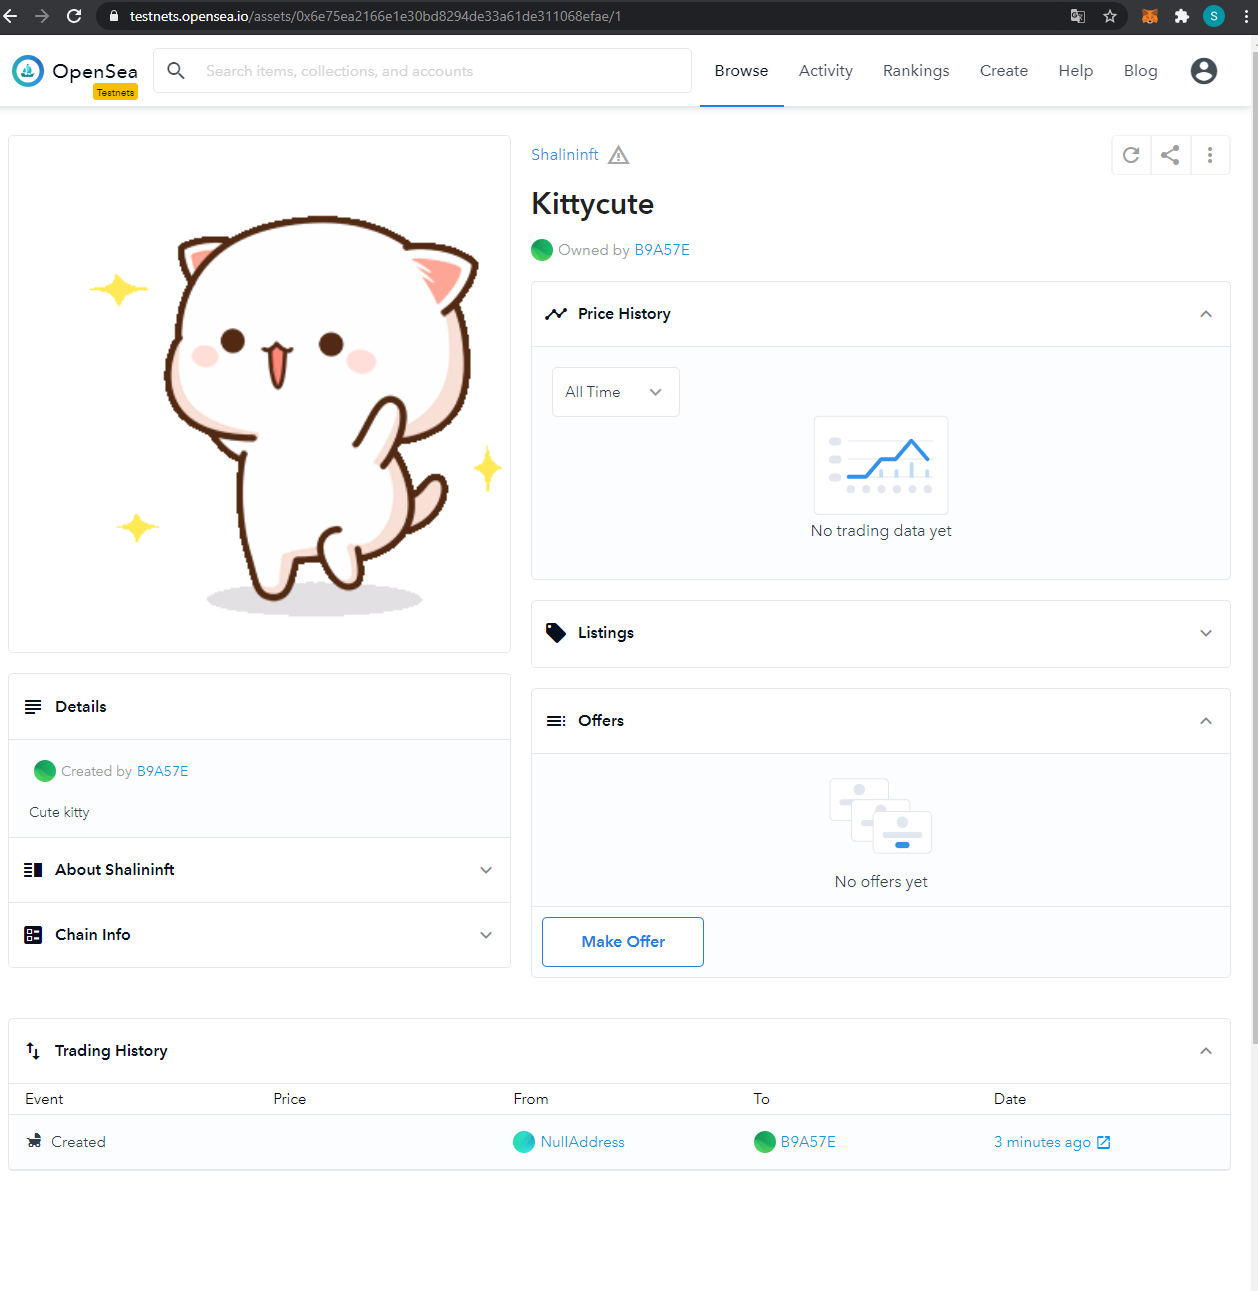 testnets.opensea.io/assets/0x6e75ea2166e1e30bd8294de33a61de311068efae/1
S
OpenSea
Testnets
Search items, collections, and accounts
Browse Activity Rankings Create Help Blog
Shalininft
Kittycute
Owned by B9A57E
Price History
All Time
No trading data yet
Listings
Offers
No offers yet
Make Offer
Details
Created by B9A57E
Cute kitty
About Shalininft
Chain Info
Trading History
Event Price From To Date
Created NullAddress B9A57E 3 minutes ago